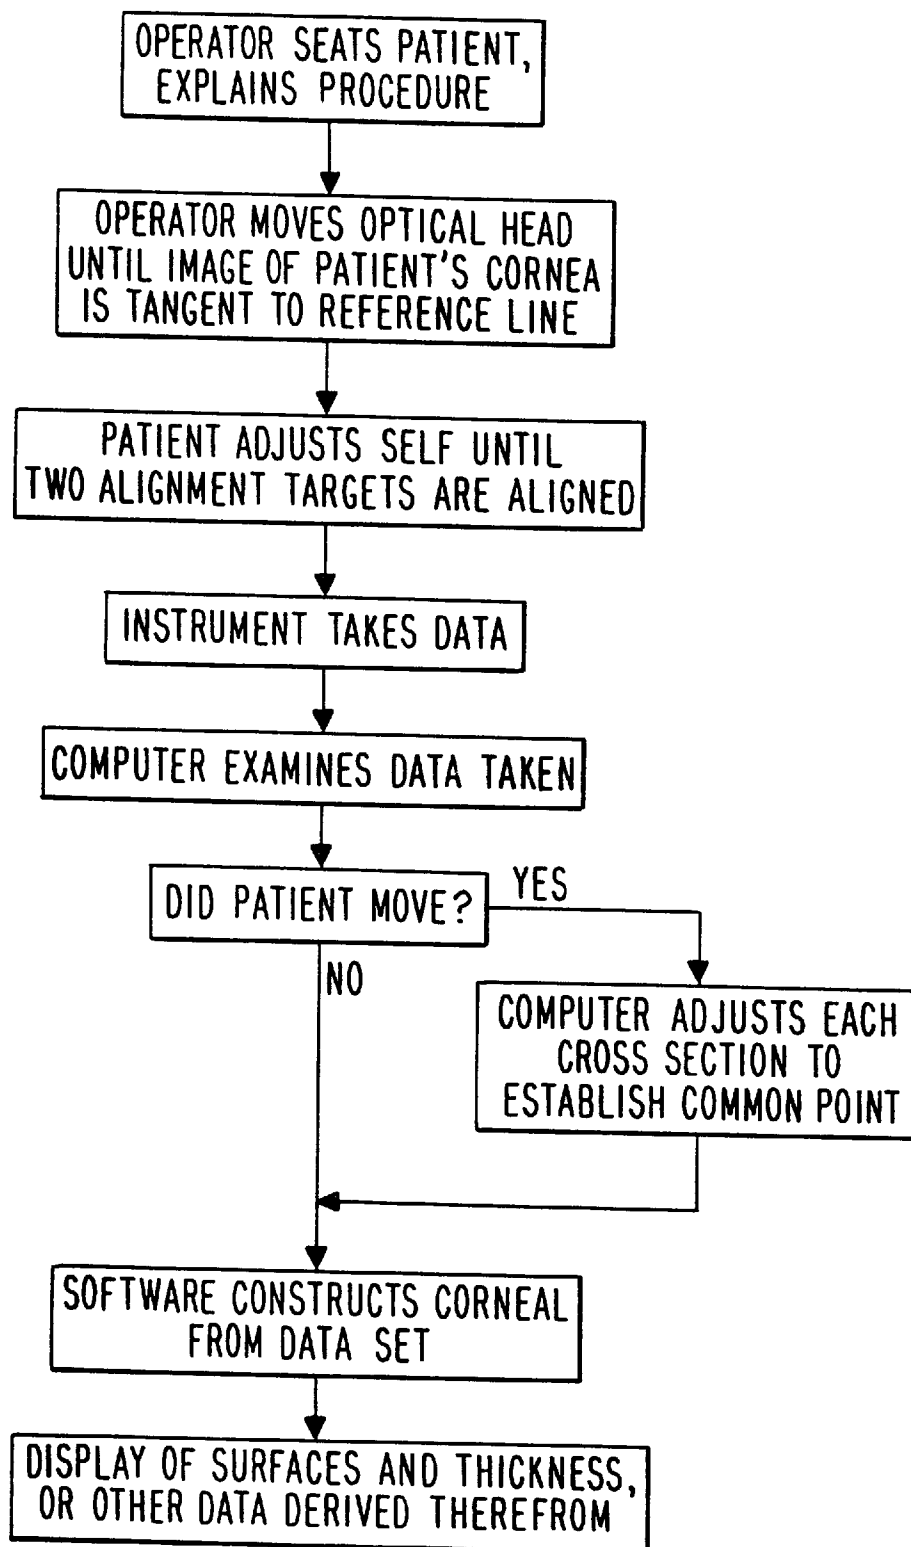 OPERATOR SEATS PATIENT,
EXPLAINS PROCEDURE
OPERATOR MOVES OPTICAL HEAD
UNTIL IMAGE OF PATIENT'S CORNEA
IS TANGENT TO REFERENCE LINE
PATIENT ADJUSTS SELF UNTIL
TWO ALIGNMENT TARGETS ARE ALIGNED
INSTRUMENT TAKES DATA
COMPUTER EXAMINES DATA TAKEN
DID PATIENT MOVE?
YES
NO
COMPUTER ADJUSTS EACH
CROSS SECTION TO
ESTABLISH COMMON POINT
SOFTWARE CONSTRUCTS CORNEAL
FROM DATA SET
DISPLAY OF SURFACES AND THICKNESS,
OR OTHER DATA DERIVED THEREFROM